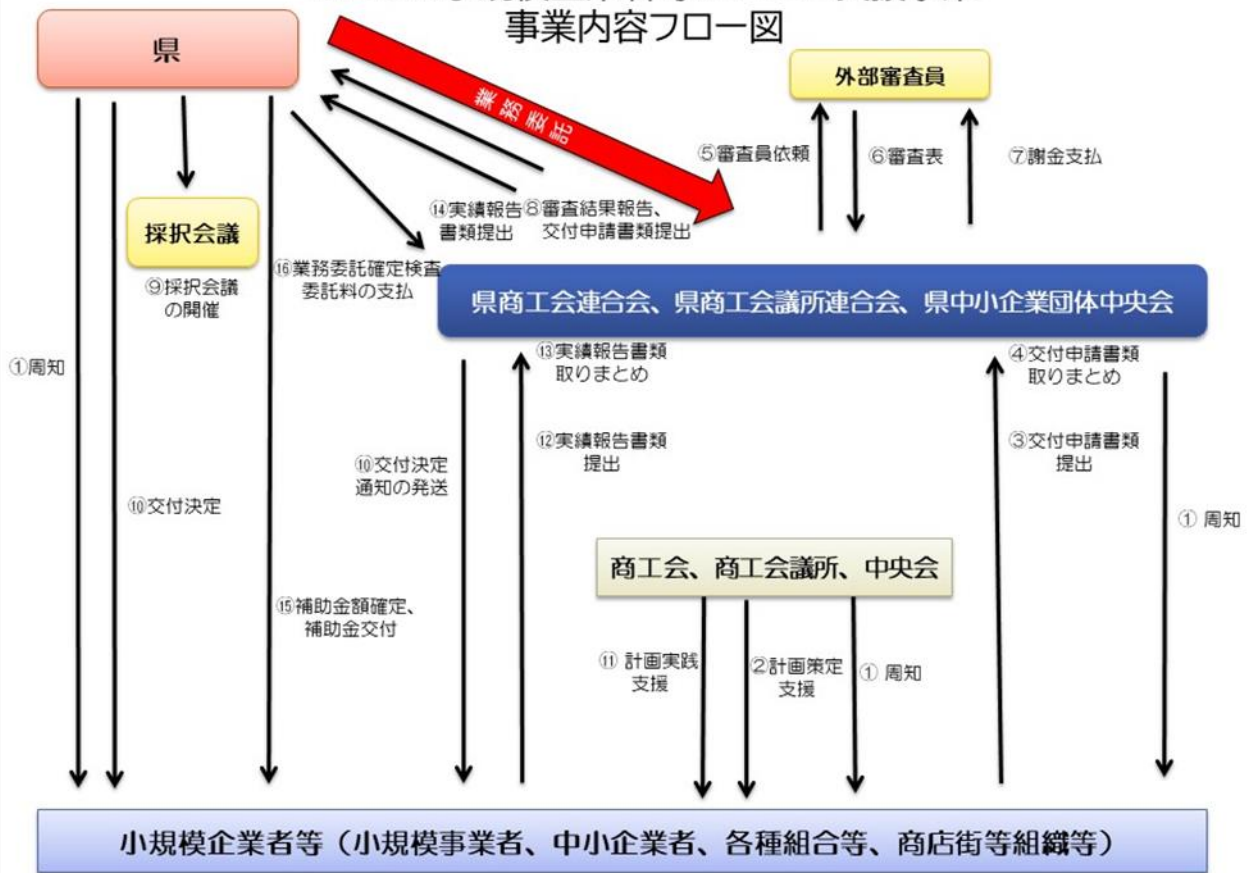 事業内容フロー図
県
外部審査員
業務委託
⑤審査員依頼
⑥審査表
⑦謝金支払
⑭実績報告
書類提出
⑧審査結果報告、
交付申請書類提出
採択会議
⑨採択会議
の開催
⑯業務委託確定検査
委託料の支払
県商工会連合会、県商工会議所連合会、県中小企業団体中央会
①周知
⑬実績報告書類
取りまとめ
④交付申請書類
取りまとめ
⑫実績報告書類
提出
③交付申請書類
提出
⑩交付決定
通知の発送
⑩交付決定
① 周知
商工会、商工会議所、中央会
⑮補助金額確定、
補助金交付
⑪ 計画実践
支援
②計画策定
支援
① 周知
小規模企業者等（小規模事業者、中小企業者、各種組合等、商店街等組織等）